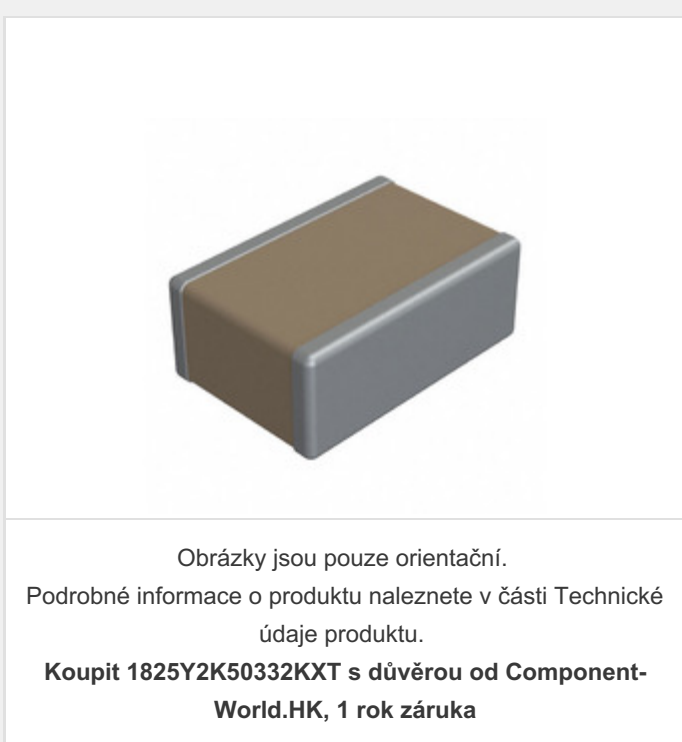 Obrázky jsou pouze orientační.
Podrobné informace o produktu naleznete v části Technické
údaje produktu.
Koupit 1825Y2K50332KXT s důvěrou od Component-
World.HK, 1 rok záruka